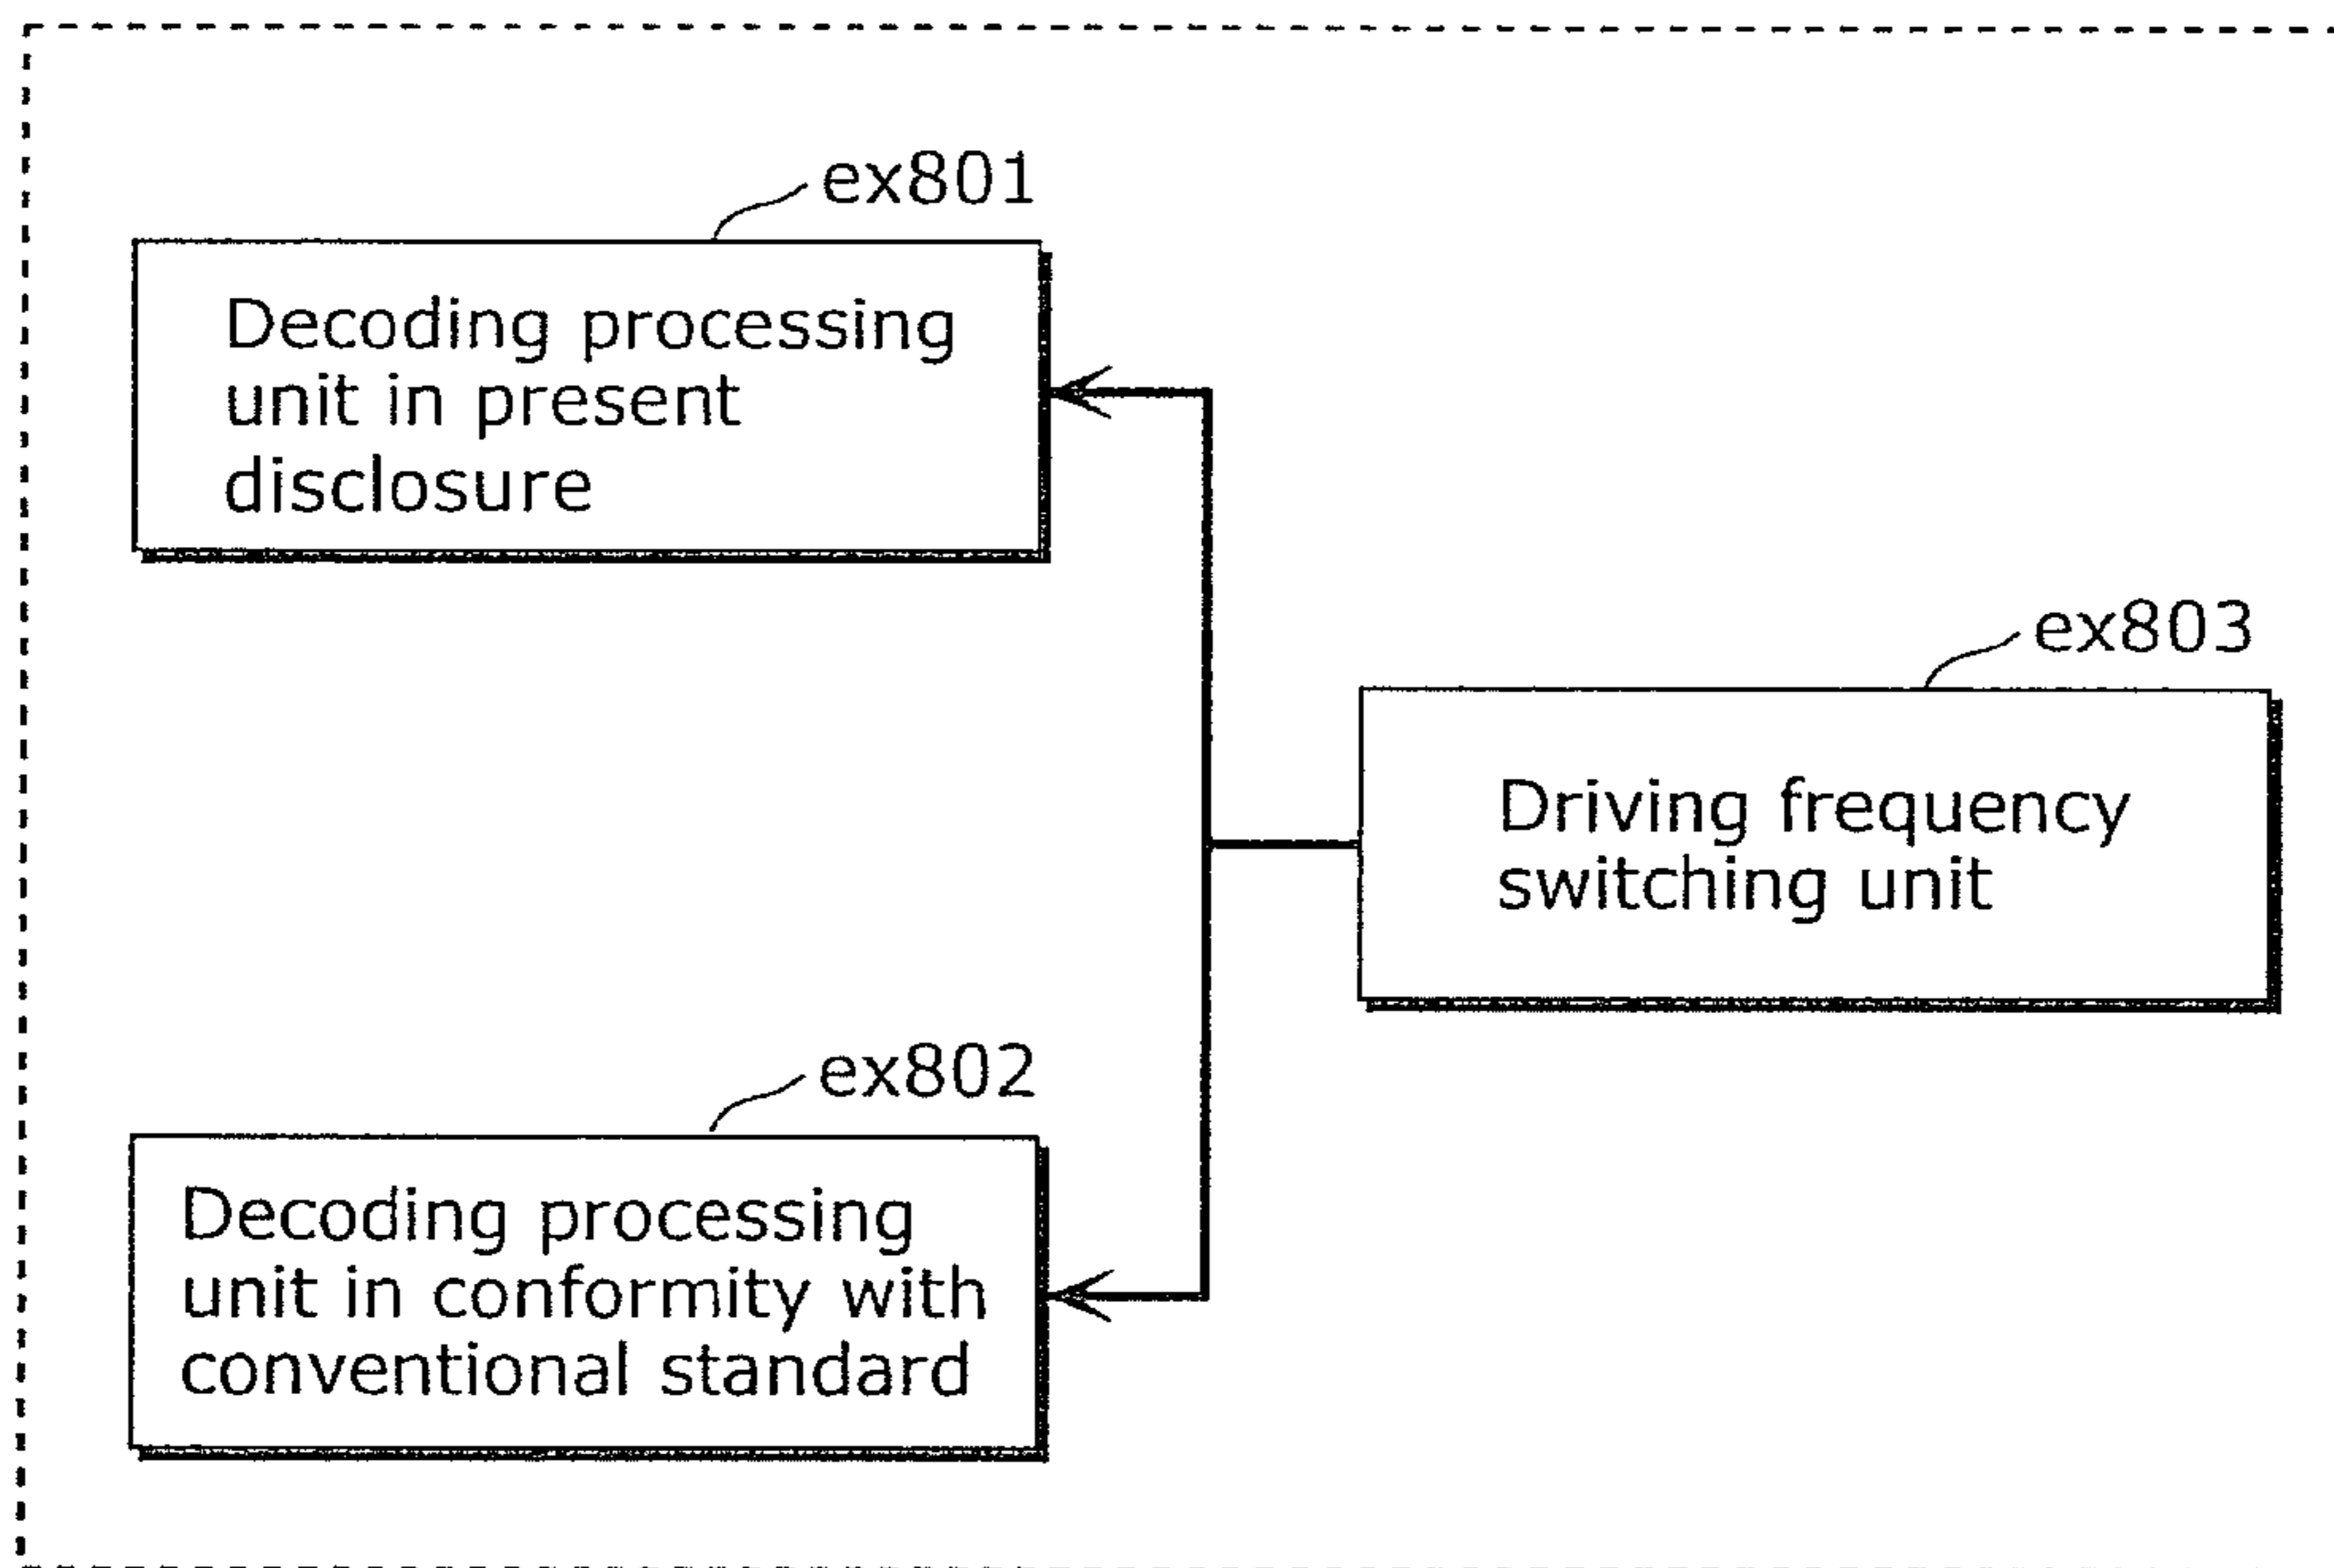 ex801
Decoding processing
unit in present
disclosure
ex803
Driving frequency
switching unit
ex802
Decoding processing
unit in conformity with
conventional standard